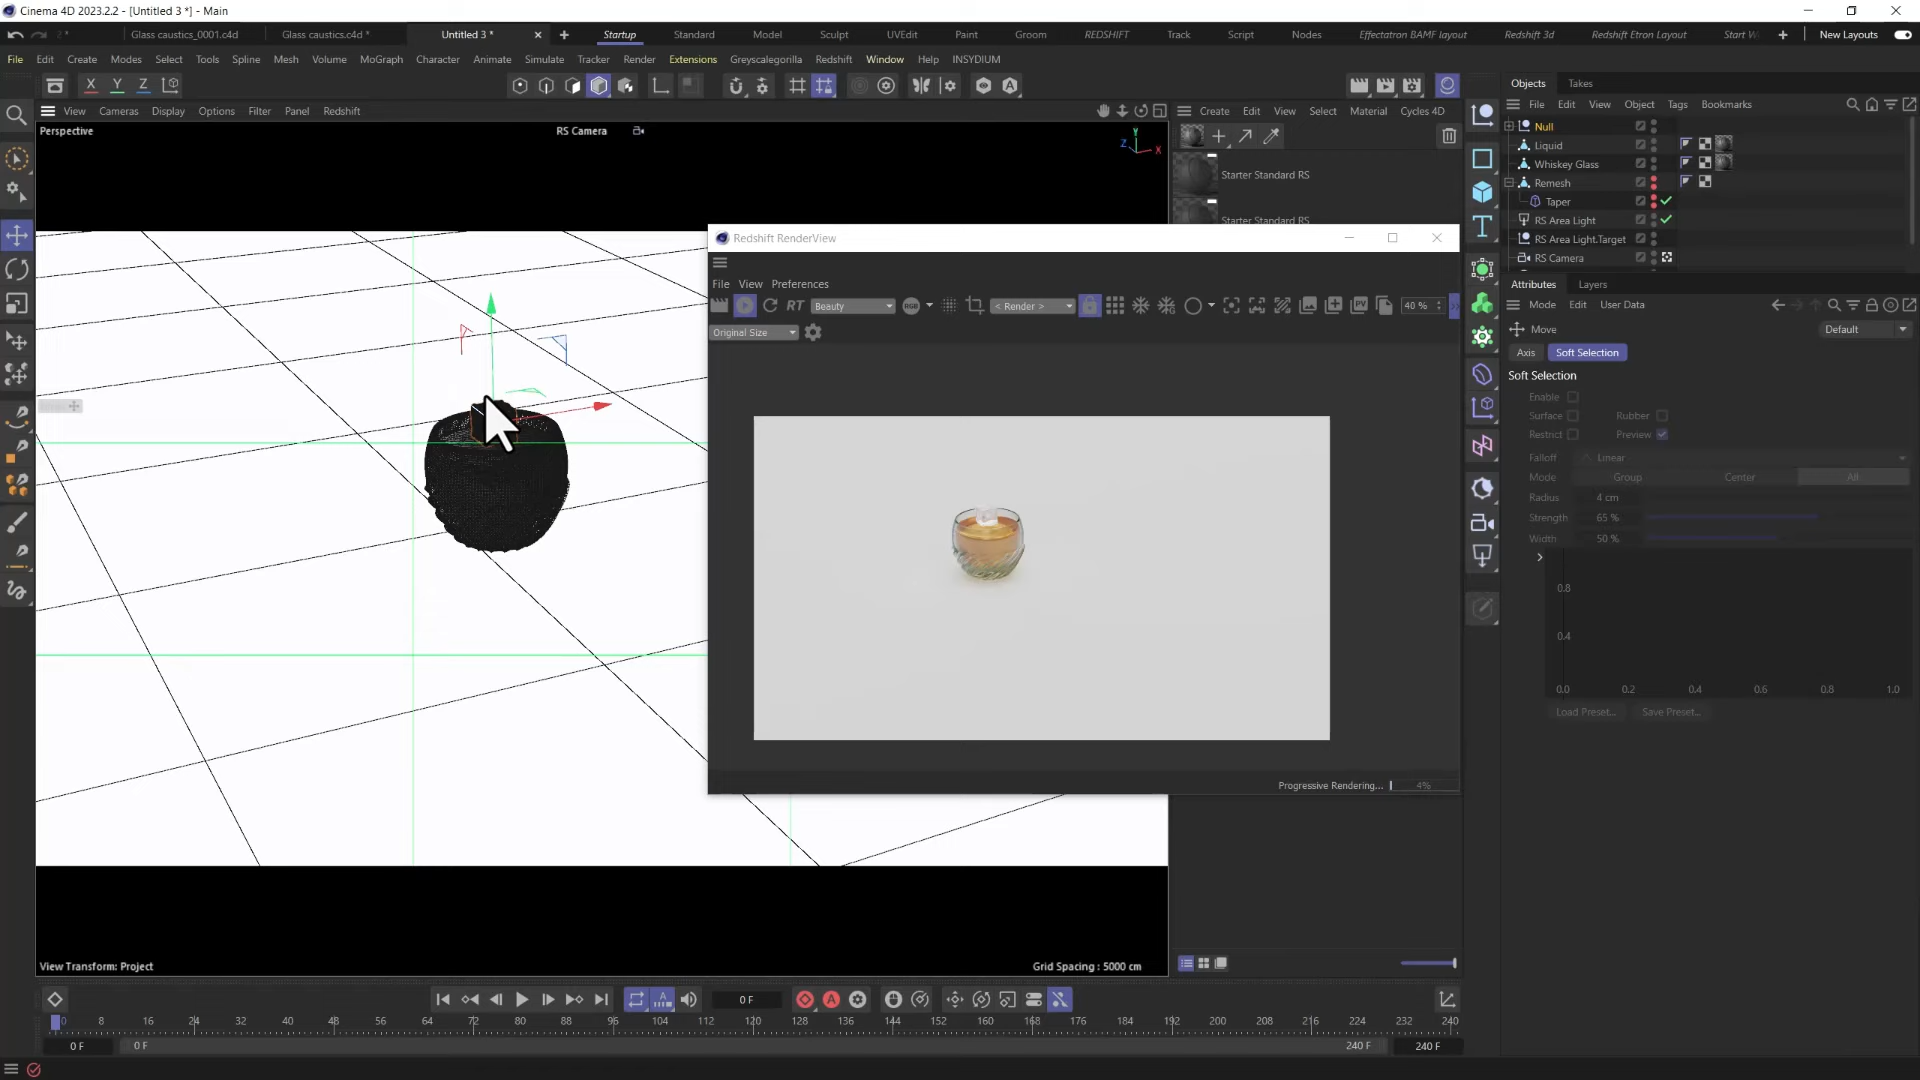 Cinema 4D 2023.2.2 - [Untitled 3 *] - Main
Glass caustics_0001.c4d
Glass caustics.c4d *
Untitled 3 *
Startup
Standard
Model
Sculpt
UVEdit
Paint
Groom
REDSHIFT
Track
Script
Nodes
Effectatron BAMF layout
Redshift 3d
Redshift Etron Layout
Start W
New Layouts
File Edit Create Modes Select Tools Spline Mesh Volume MoGraph Character Animate Simulate Tracker Render Extensions Greyscalegorilla Redshift Window Help INSYDIUM
X Y Z
View Cameras Display Options Filter Panel Redshift
Perspective
RS Camera
Y
Z
X
Create Edit View Select Material Cycles 4D
Starter Standard RS
Starter Standard RS
Objects Takes
File Edit View Object Tags Bookmarks
Null
Liquid
Whiskey Glass
Remesh
Taper
RS Area Light
RS Area Light.Target
RS Camera
Redshift RenderView
File View Preferences
RT
Beauty
RGB
< Render >
PV
40 %
Original Size
Progressive Rendering...
4%
Attributes Layers
Mode Edit User Data
Move
Default
Axis
Soft Selection
Soft Selection
Enable
Surface
Rubber
Restrict
Preview
Falloff
Linear
Mode
Group
Center
All
Radius
4 cm
Strength
65 %
Width
50 %
0.8
0.4
0.0 0.2 0.4 0.6 0.8 1.0
Load Preset...
Save Preset...
View Transform: Project
Grid Spacing : 5000 cm
0 F
0 8 16 24 32 40 48 56 64 72 80 88 96 104 112 120 128 136 144 152 160 168 176 184 192 200 208 216 224 232 240
0 F
0 F
240 F
240 F